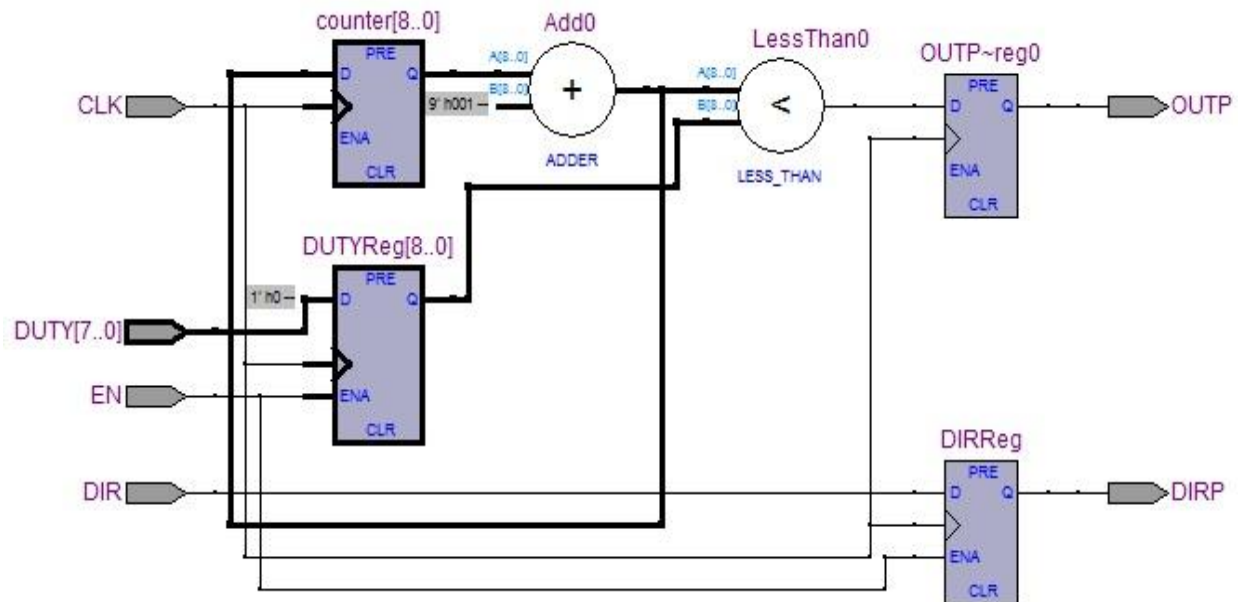 counter[8..0]
PRE
D
Q
ENA
CLR
CLK
Add0
A[8..0]
B[8..0]
9' h001 --
+
ADDER
LessThan0
A[8..0]
B[8..0]
<
LESS_THAN
OUTP~reg0
PRE
D
Q
ENA
CLR
OUTP
DUTYReg[8..0]
PRE
1' h0 --
D
Q
ENA
CLR
DUTY[7..0]
EN
DIR
DIRReg
PRE
D
Q
ENA
CLR
DIRP